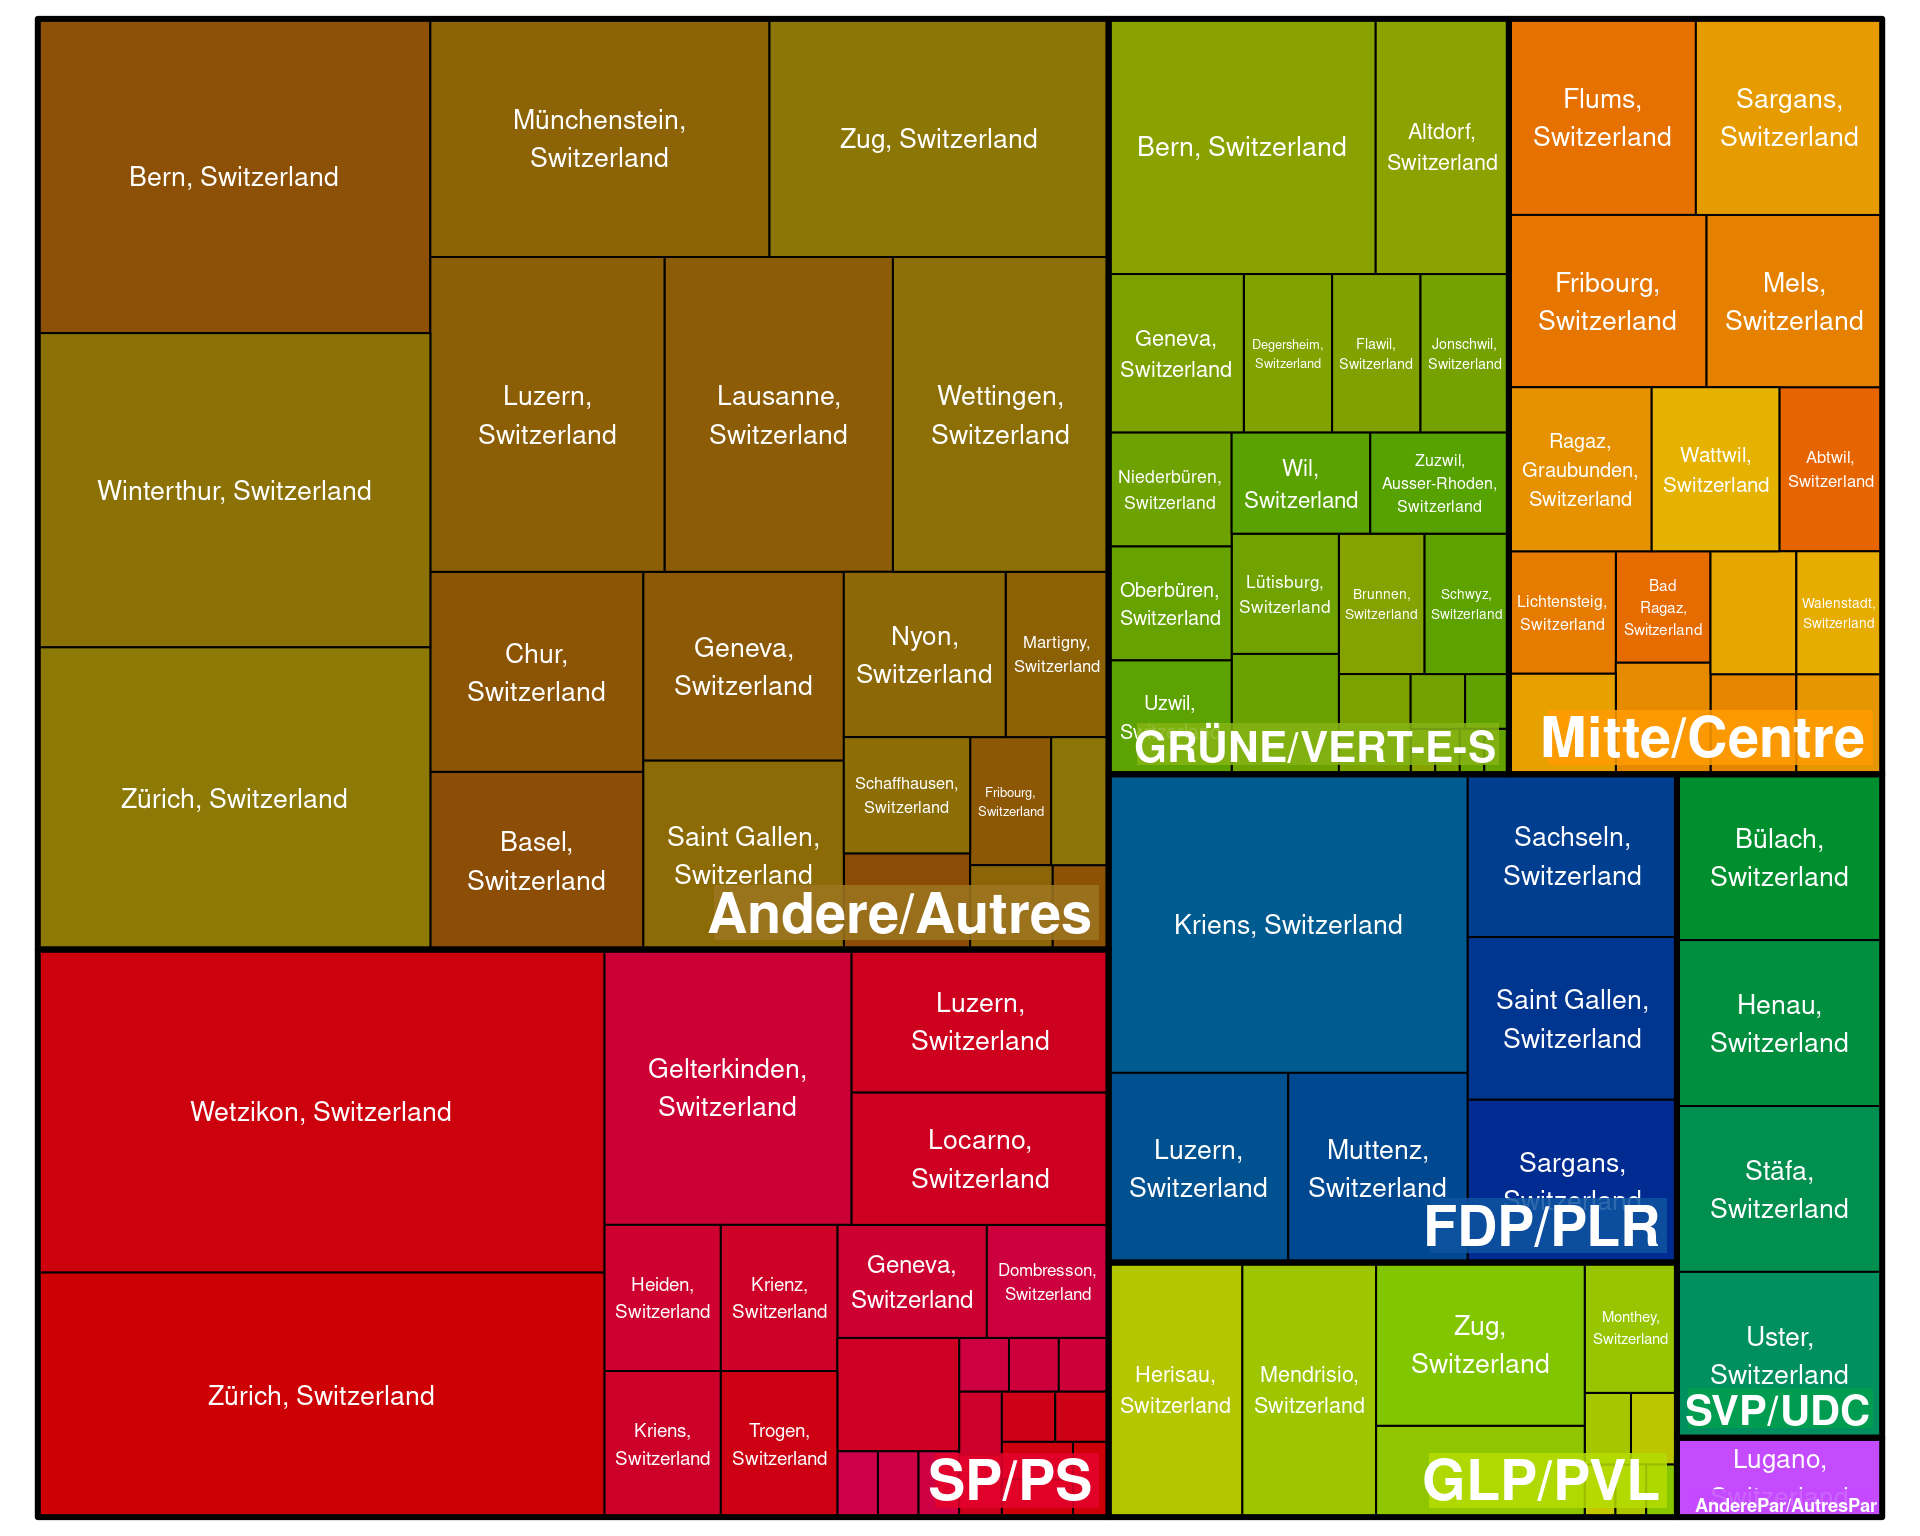 Bern, Switzerland
Münchenstein,
Switzerland
Zug, Switzerland
Winterthur, Switzerland
Luzern,
Switzerland
Lausanne,
Switzerland
Wettingen,
Switzerland
Zürich, Switzerland
Chur,
Switzerland
Geneva,
Switzerland
Nyon,
Switzerland
Martigny,
Switzerland
Basel,
Switzerland
Saint Gallen,
Switzerland
Schaffhausen,
Switzerland
Fribourg,
Switzerland
Andere/Autres
Bern, Switzerland
Altdorf,
Switzerland
Geneva,
Switzerland
Degersheim,
Switzerland
Flawil,
Switzerland
Jonschwil,
Switzerland
Niederbüren,
Switzerland
Wil,
Switzerland
Zuzwil,
Ausser-Rhoden,
Switzerland
Oberbüren,
Switzerland
Lütisburg,
Switzerland
Brunnen,
Switzerland
Schwyz,
Switzerland
Uzwil,
Switzerland
GRÜNE/VERT-E-S
Flums,
Switzerland
Sargans,
Switzerland
Fribourg,
Switzerland
Mels,
Switzerland
Ragaz,
Graubunden,
Switzerland
Wattwil,
Switzerland
Abtwil,
Switzerland
Lichtensteig,
Switzerland
Bad
Ragaz,
Switzerland
Walenstadt,
Switzerland
Mitte/Centre
Wetzikon, Switzerland
Zürich, Switzerland
Gelterkinden,
Switzerland
Luzern,
Switzerland
Locarno,
Switzerland
Heiden,
Switzerland
Krienz,
Switzerland
Geneva,
Switzerland
Dombresson,
Switzerland
Kriens,
Switzerland
Trogen,
Switzerland
SP/PS
Kriens, Switzerland
Sachseln,
Switzerland
Saint Gallen,
Switzerland
Luzern,
Switzerland
Muttenz,
Switzerland
Sargans,
Switzerland
FDP/PLR
Bülach,
Switzerland
Henau,
Switzerland
Stäfa,
Switzerland
Uster,
Switzerland
SVP/UDC
Herisau,
Switzerland
Mendrisio,
Switzerland
Zug,
Switzerland
Monthey,
Switzerland
GLP/PVL
Lugano,
Switzerland
AnderePar/AutresPar